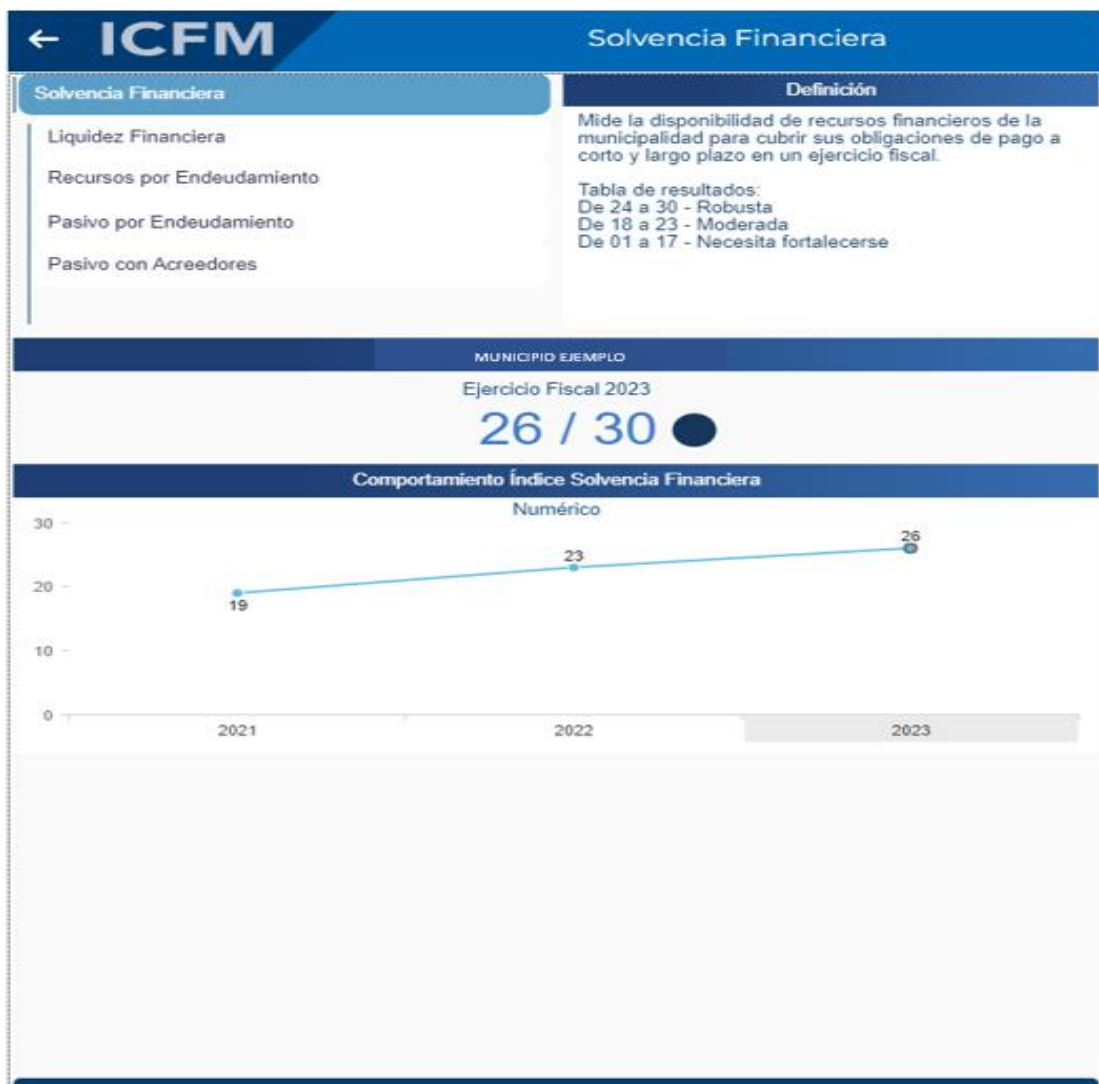 ICFM
Solvencia Financiera
Solvencia Financiera
Liquidez Financiera
Recursos por Endeudamiento
Pasivo por Endeudamiento
Pasivo con Acreedores
Definición
Mide la disponibilidad de recursos financieros de la
municipalidad para cubrir sus obligaciones de pago a
corto y largo plazo en un ejercicio fiscal.
Tabla de resultados:
De 24 a 30 - Robusta
De 18 a 23 - Moderada
De 01 a 17 - Necesita fortalecerse
MUNICIPIO EJEMPLO
Ejercicio Fiscal 2023
26 / 30
Comportamiento Índice Solvencia Financiera
Numérico
30
26
23
20
19
10
0
2021 2022 2023